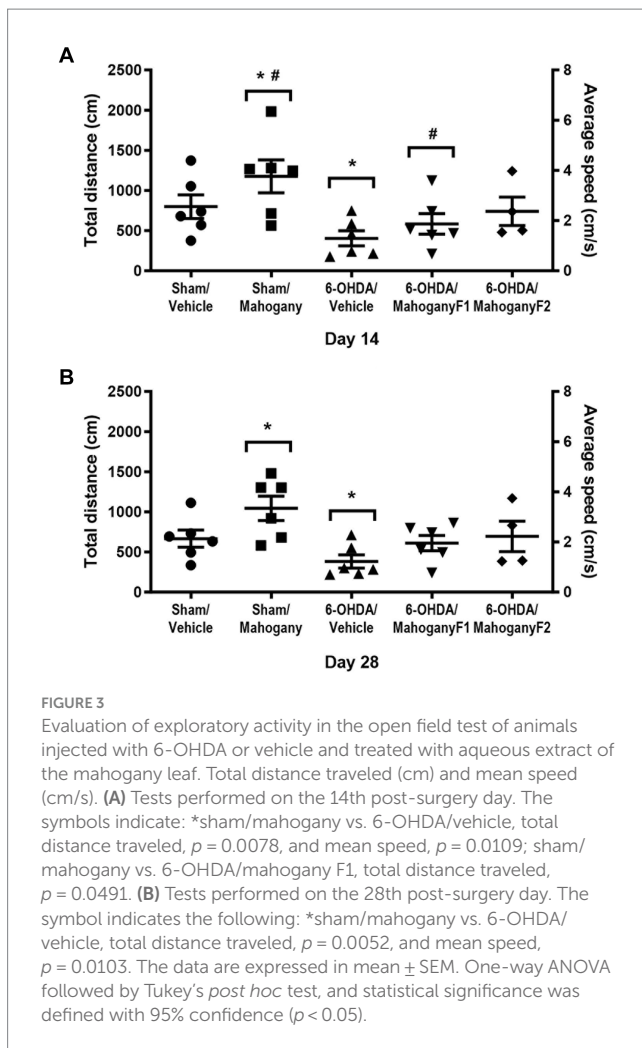 A
2500
2000
1500
1000
500
0
Total distance (cm)
8
6
4
2
0
Average speed (cm/s)
* #
*
#
Sham/
Vehicle
Sham/
Mahogany
6-OHDA/
Vehicle
6-OHDA/
MahoganyF1
6-OHDA/
MahoganyF2
Day 14
B
2500
2000
1500
1000
500
0
Total distance (cm)
8
6
4
2
0
Average speed (cm/s)
*
*
Sham/
Vehicle
Sham/
Mahogany
6-OHDA/
Vehicle
6-OHDA/
MahoganyF1
6-OHDA/
MahoganyF2
Day 28
FIGURE 3
Evaluation of exploratory activity in the open field test of animals
injected with 6-OHDA or vehicle and treated with aqueous extract of
the mahogany leaf. Total distance traveled (cm) and mean speed
(cm/s). (A) Tests performed on the 14th post-surgery day. The
symbols indicate: *sham/mahogany vs. 6-OHDA/vehicle, total
distance traveled, p = 0.0078, and mean speed, p = 0.0109; sham/
mahogany vs. 6-OHDA/mahogany F1, total distance traveled,
p = 0.0491. (B) Tests performed on the 28th post-surgery day. The
symbol indicates the following: *sham/mahogany vs. 6-OHDA/
vehicle, total distance traveled, p = 0.0052, and mean speed,
p = 0.0103. The data are expressed in mean ± SEM. One-way ANOVA
followed by Tukey's post hoc test, and statistical significance was
defined with 95% confidence (p < 0.05).